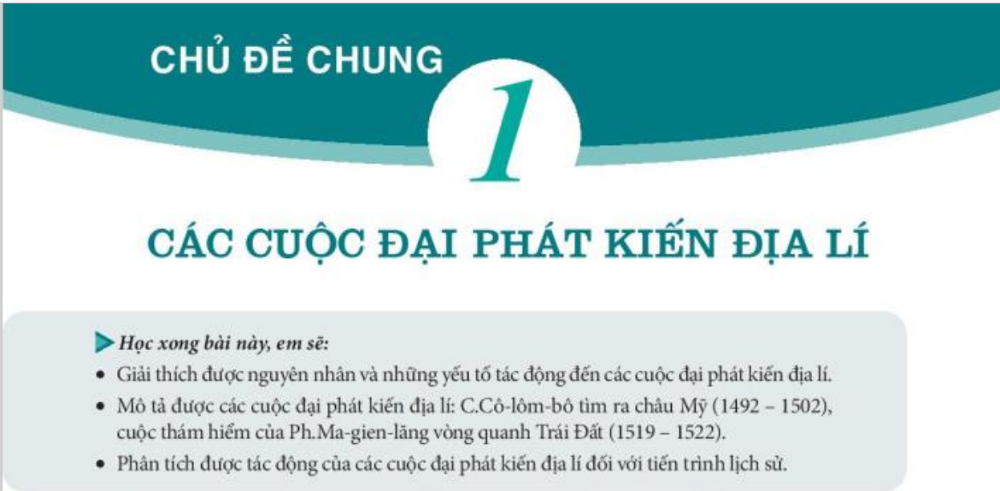 CHỦ ĐỀ CHUNG
1
CÁC CUỘC ĐẠI PHÁT KIẾN ĐỊA LÍ
Học xong bài này, em sẽ:
• Giải thích được nguyên nhân và những yếu tố tác động đến các cuộc đại phát kiến địa lí.
• Mô tả được các cuộc đại phát kiến địa lí: C.Cô-lôm-bô tìm ra châu Mỹ (1492 – 1502),
cuộc thám hiểm của Ph.Ma-gien-lăng vòng quanh Trái Đất (1519 – 1522).
• Phân tích được tác động của các cuộc đại phát kiến địa lí đối với tiến trình lịch sử.